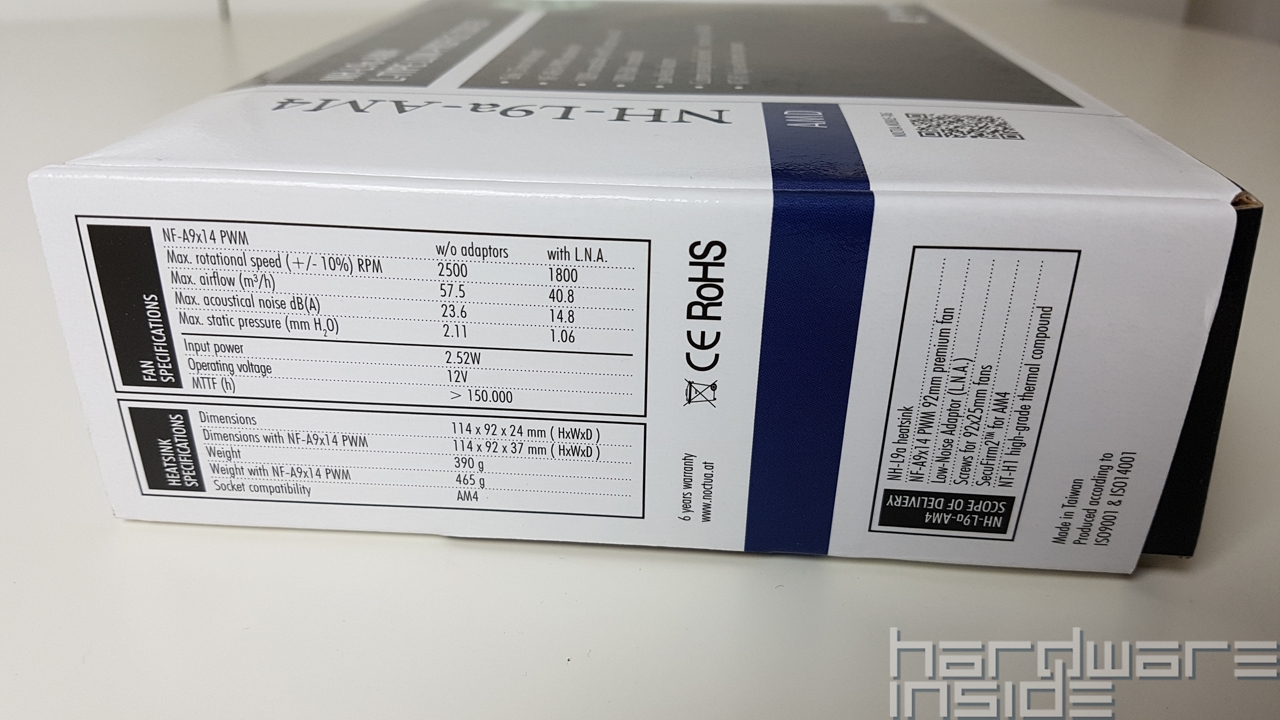 NH-L9a-AM4
AMD
FAN
SPECIFICATIONS
NF-A9x14 PWM w/o adaptors with L.N.A.
Max. rotational speed (+/- 10%) RPM 2500 1800
Max. airflow (m³/h) 57.5 40.8
Max. acoustical noise dB(A) 23.6 14.8
Max. static pressure (mm H₂O) 2.11 1.06
Input power 2.52W
Operating voltage 12V
MTTF (h) > 150.000
HEATSINK
SPECIFICATIONS
Dimensions 114 x 92 x 24 mm ( HxWxD )
Dimensions with NF-A9x14 PWM 114 x 92 x 37 mm ( HxWxD )
Weight 390 g
Weight with NF-A9x14 PWM 465 g
Socket compatibility AM4
CE RoHS
6 years warranty
www.noctua.at
NH-L9a-AM4
SCOPE OF DELIVERY
NH-L9a heatsink
NF-A9x14 PWM 92mm premium fan
Low-Noise Adaptor (L.N.A.)
Screws for 92x25mm fans
SecuFirm2™ for AM4
NT-H1 high-grade thermal compound
Made in Taiwan
Produced according to
ISO9001 & ISO14001
hardware
inside